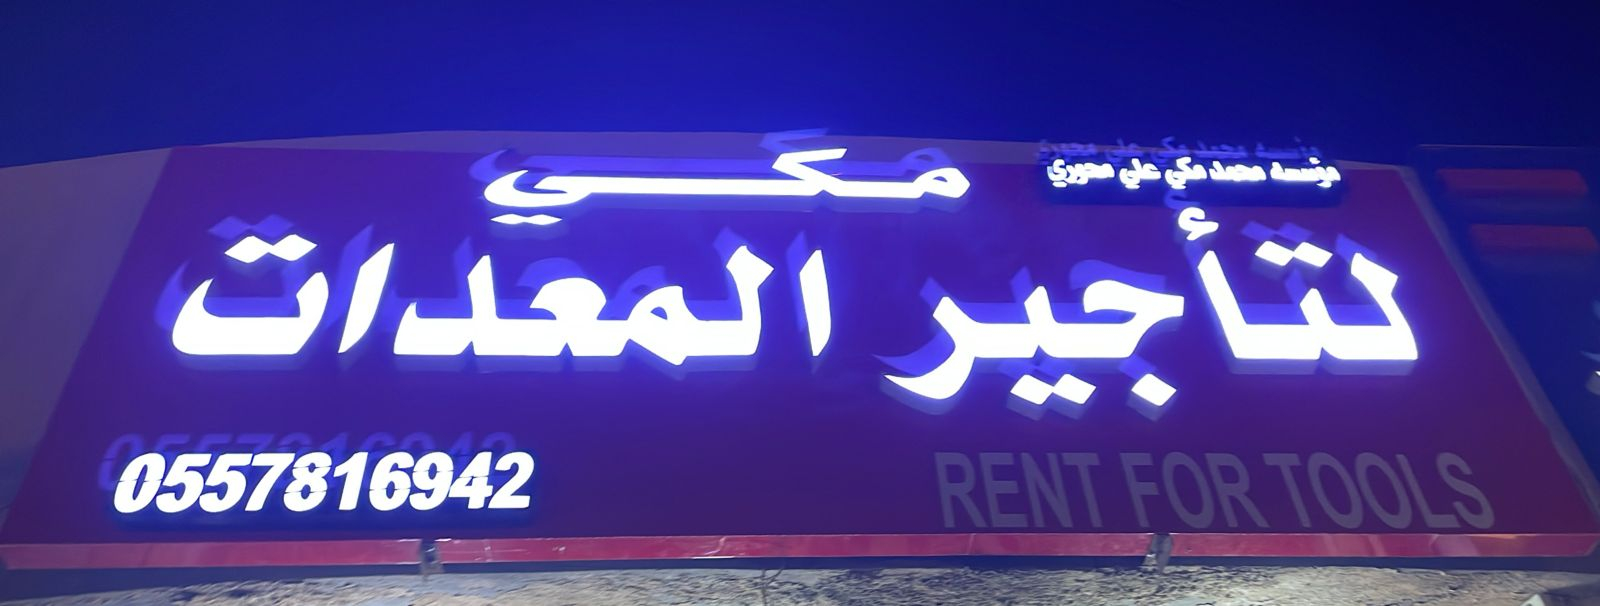 مؤسسة محمد مكي علي محوري
مكي
لتأجير المعدات
RENT FOR TOOLS
0557816942